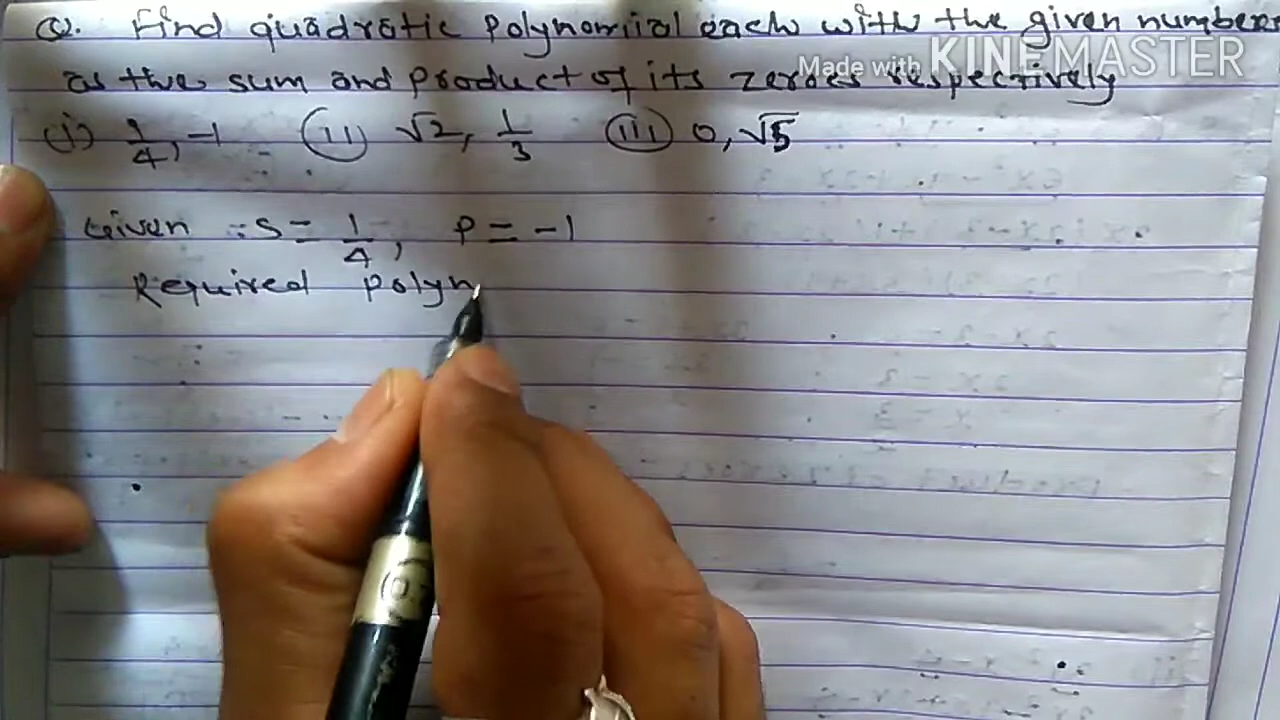 Q. Find quadratic polynomial each with the given numbers
as the sum and product of its zeroes respectively
Made with KINEMASTER
(i) 1/4, -1 (ii) √2, 1/3 (iii) 0, √5
Given :- S = 1/4, P = -1
Required polyn